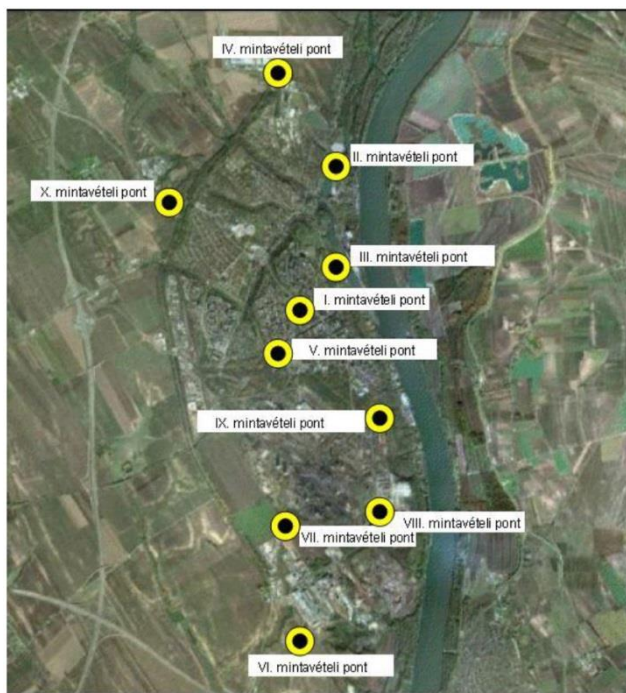 IV. mintavételi pont
II. mintavételi pont
X. mintavételi pont
III. mintavételi pont
I. mintavételi pont
V. mintavételi pont
IX. mintavételi pont
VIII. mintavételi pont
VII. mintavételi pont
VI. mintavételi pont